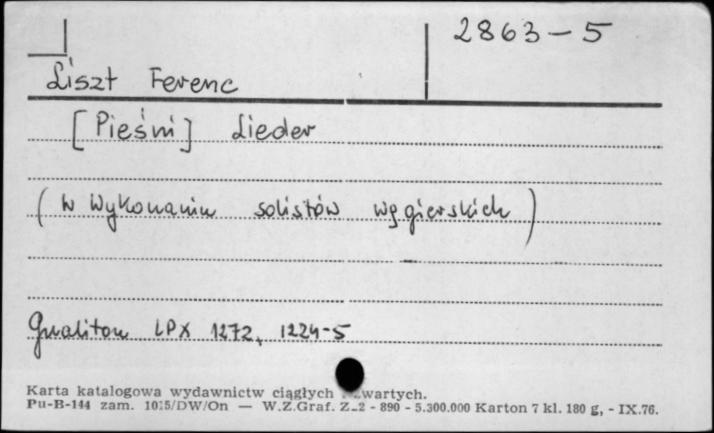 2863-5
Liszt Ferenc
[Pieśni] Lieder
(w wykonaniu solistów węgierskich)
Qualiton LPX 1272, 1224-5
Karta katalogowa wydawnictw ciągłych wartych.
Pu-B-144 zam. 1015/DW/On — W.Z.Graf. Z-2 - 890 - 5.300.000 Karton 7 kl. 180 g, - IX.76.